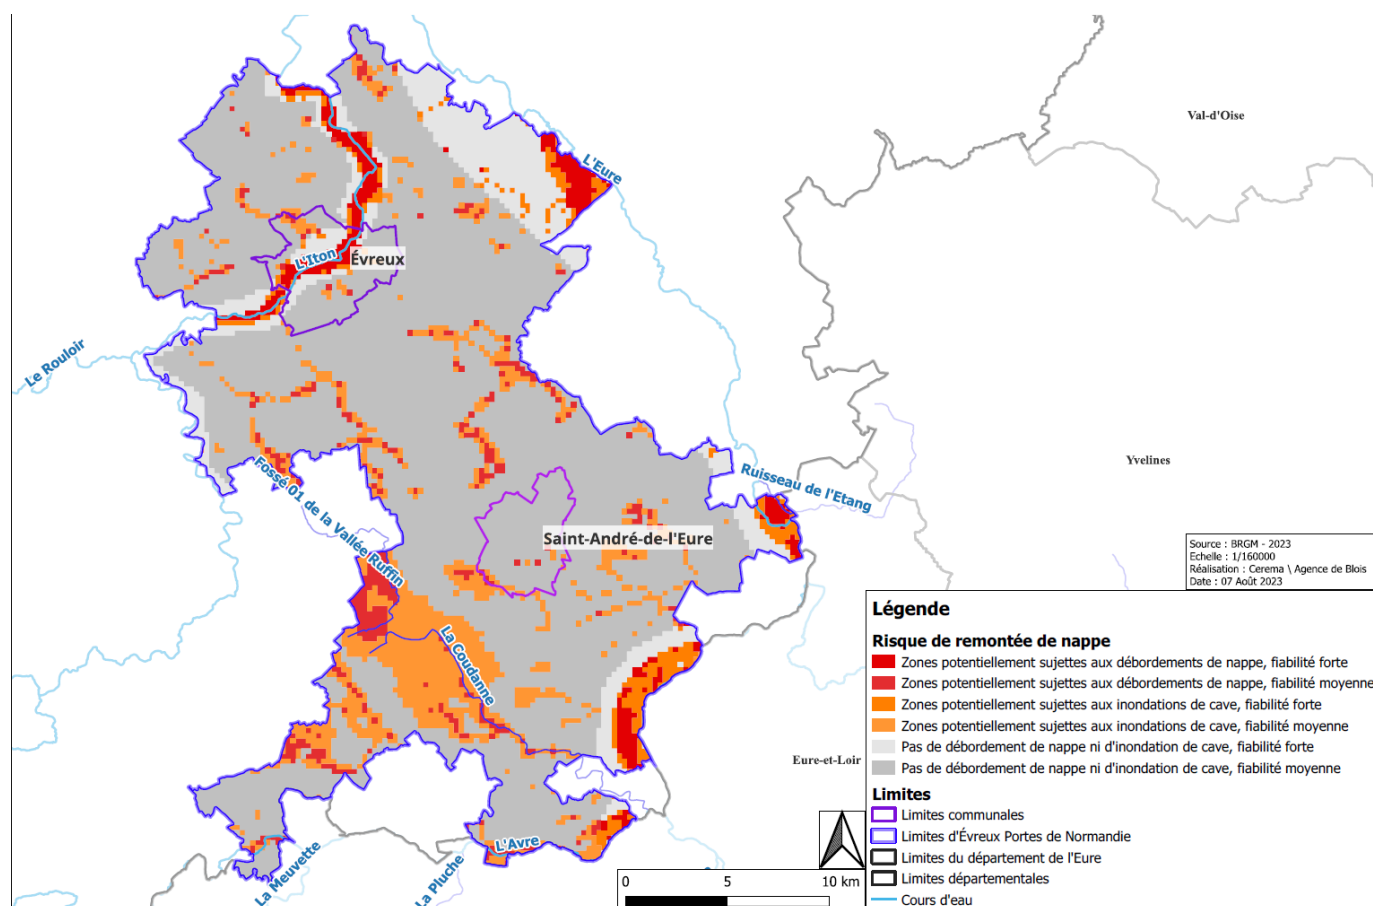 Val-d'Oise
L'Eure
L'Iton
Évreux
Le Rouloir
Yvelines
Ruisseau de l'Etang
Fossé 01 de la Vallée Ruffin
Saint-André-de-l'Eure
Source : BRGM - 2023
Echelle : 1/160000
Réalisation : Cerema \ Agence de Blois
Date : 07 Août 2023
La Coudanne
Eure-et-Loir
L'Avre
La Meuvette
La Pluche
0 5 10 km
Légende
Risque de remontée de nappe
Zones potentiellement sujettes aux débordements de nappe, fiabilité forte
Zones potentiellement sujettes aux débordements de nappe, fiabilité moyenne
Zones potentiellement sujettes aux inondations de cave, fiabilité forte
Zones potentiellement sujettes aux inondations de cave, fiabilité moyenne
Pas de débordement de nappe ni d'inondation de cave, fiabilité forte
Pas de débordement de nappe ni d'inondation de cave, fiabilité moyenne
Limites
Limites communales
Limites d'Évreux Portes de Normandie
Limites du département de l'Eure
Limites départementales
Cours d'eau